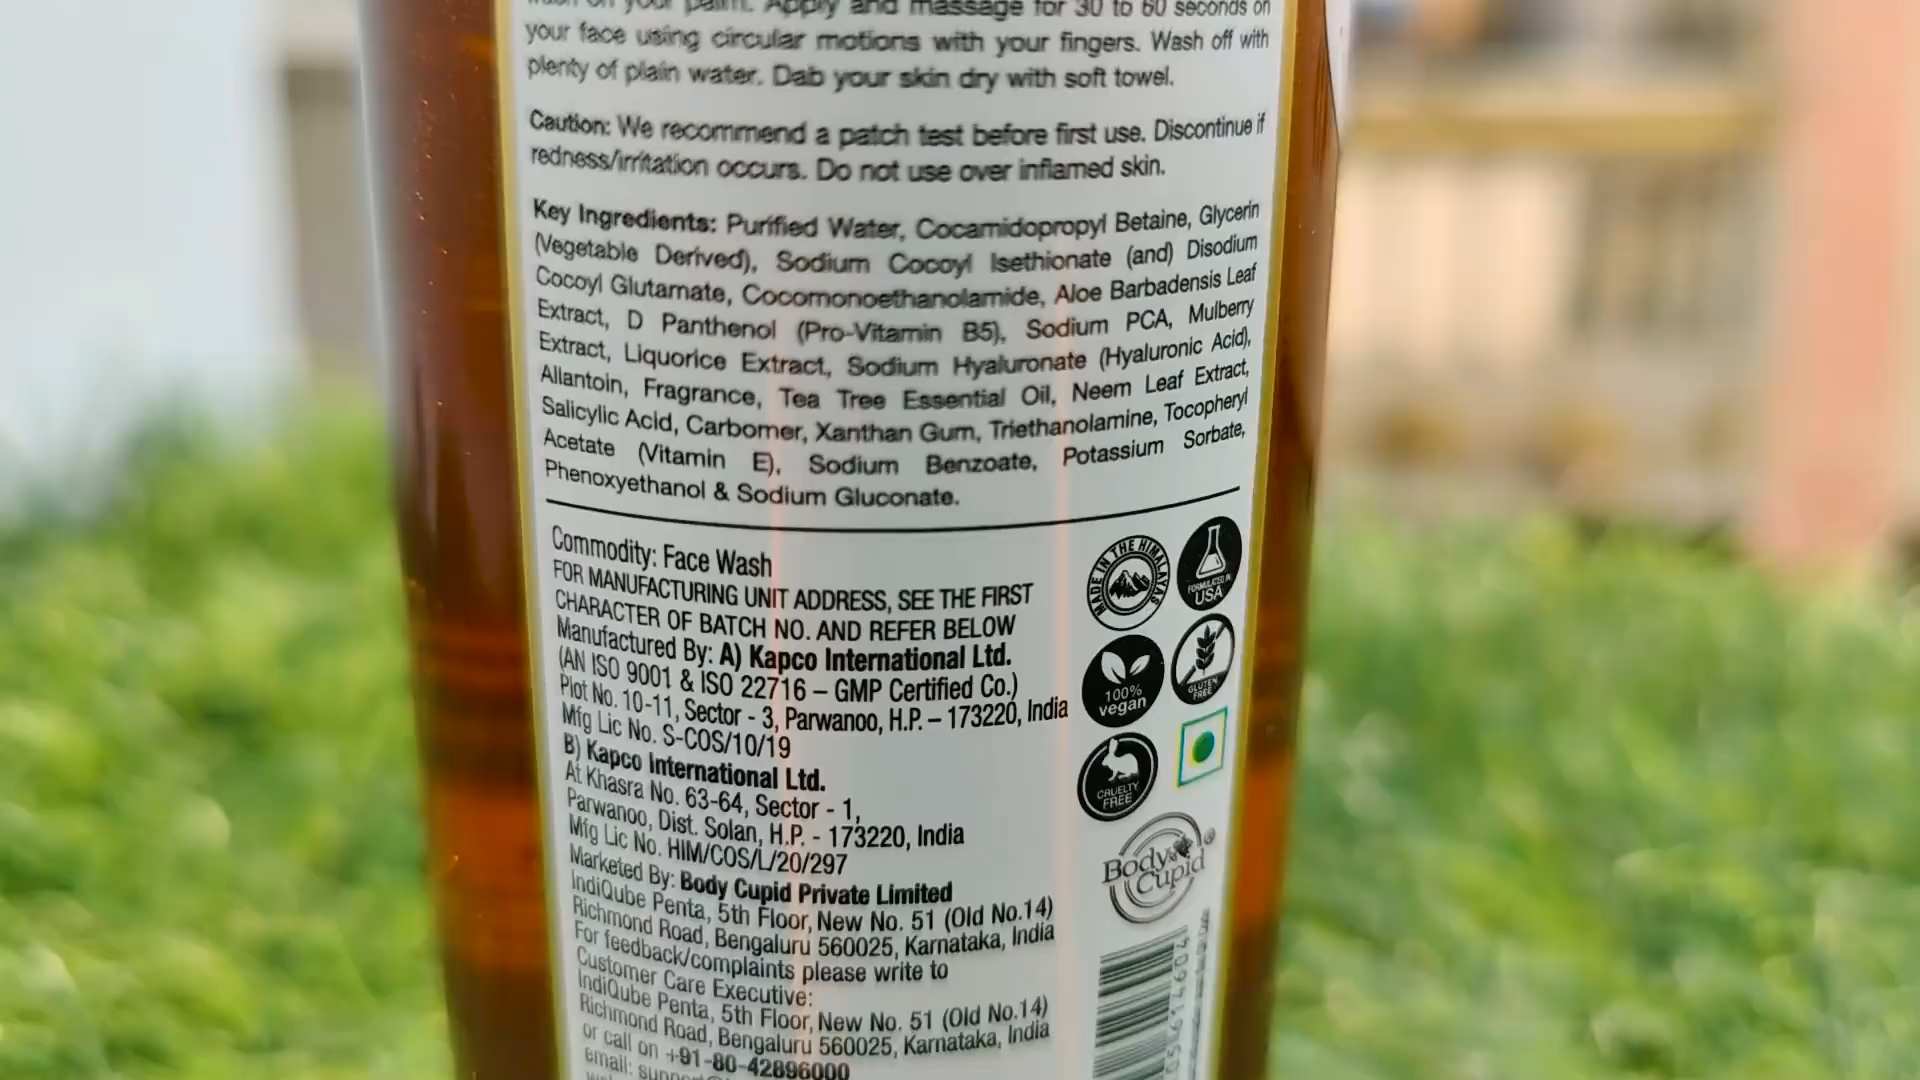 wash on your palm. Apply and massage for 30 to 60 seconds on
your face using circular motions with your fingers. Wash off with
plenty of plain water. Dab your skin dry with soft towel.
Caution: We recommend a patch test before first use. Discontinue if
redness/irritation occurs. Do not use over inflamed skin.
Key Ingredients: Purified Water, Cocamidopropyl Betaine, Glycerin
(Vegetable Derived), Sodium Cocoyl Isethionate (and) Disodium
Cocoyl Glutamate, Cocomonoethanolamide, Aloe Barbadensis Leaf
Extract, D Panthenol (Pro-Vitamin B5), Sodium PCA, Mulberry
Extract, Liquorice Extract, Sodium Hyaluronate (Hyaluronic Acid),
Allantoin, Fragrance, Tea Tree Essential Oil, Neem Leaf Extract,
Salicylic Acid, Carbomer, Xanthan Gum, Triethanolamine, Tocopheryl
Acetate (Vitamin E), Sodium Benzoate, Potassium Sorbate,
Phenoxyethanol & Sodium Gluconate.
Commodity: Face Wash
FOR MANUFACTURING UNIT ADDRESS, SEE THE FIRST
CHARACTER OF BATCH NO. AND REFER BELOW
Manufactured By: A) Kapco International Ltd.
(AN ISO 9001 & ISO 22716 – GMP Certified Co.)
Plot No. 10-11, Sector - 3, Parwanoo, H.P. – 173220, India
Mfg Lic No. S-COS/10/19
B) Kapco International Ltd.
At Khasra No. 63-64, Sector - 1,
Parwanoo, Dist. Solan, H.P. - 173220, India
Mfg Lic No. HIM/COS/L/20/297
Marketed By: Body Cupid Private Limited
IndiQube Penta, 5th Floor, New No. 51 (Old No.14)
Richmond Road, Bengaluru 560025, Karnataka, India
For feedback/complaints please write to
Customer Care Executive:
IndiQube Penta, 5th Floor, New No. 51 (Old No.14)
Richmond Road, Bengaluru 560025, Karnataka, India
or call on +91-80-42896000
email:
MADE IN THE HIMALAYAS
FORMULATED IN
USA
100%
vegan
GLUTEN
FREE
CRUELTY
FREE
Body
Cupid
®